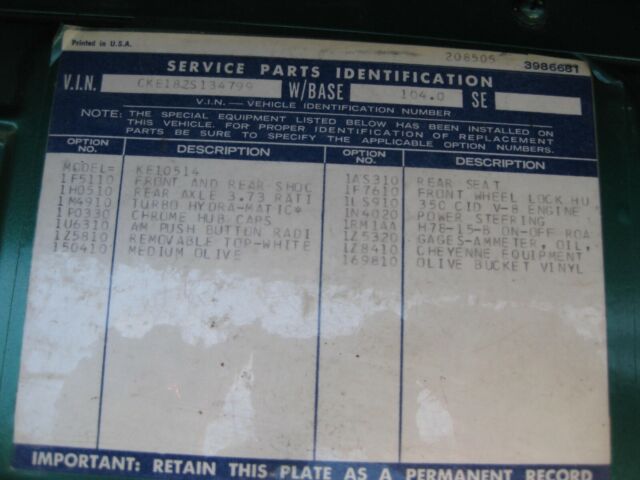 Printed in U.S.A.
208505 3986681
SERVICE PARTS IDENTIFICATION
V.I.N. CKE18ZS134799 W/BASE 104.0 SE
V.I.N. — VEHICLE IDENTIFICATION NUMBER
NOTE: THE SPECIAL EQUIPMENT LISTED BELOW HAS BEEN INSTALLED ON
THIS VEHICLE. FOR PROPER IDENTIFICATION OF REPLACEMENT
PARTS BE SURE TO SPECIFY THE APPLICABLE OPTION NUMBERS.
OPTION NO. DESCRIPTION OPTION NO. DESCRIPTION
MODEL= KE10514
1F5110 FRONT AND REAR SHOC 1AS310 REAR SEAT
1H0510 REAR AXLE 3.73 RATI 1F7610 FRONT WHEEL LOCK HU
1M4910 TURBO HYDRA-MATIC* 1LS910 350 CID V-8 ENGINE
1P0330 CHROME HUB CAPS 1N4020 POWER STEERING
1U6310 AM PUSH BUTTON RADI 1RM1AA H78-15-B ON-OFF ROA
1Z5810 REMOVABLE TOP-WHITE 1Z5320 GAGES-AMMETER, OIL,
150410 MEDIUM OLIVE 1Z8410 CHEYENNE EQUIPMENT
169810 OLIVE BUCKET VINYL
IMPORTANT: RETAIN THIS PLATE AS A PERMANENT RECORD